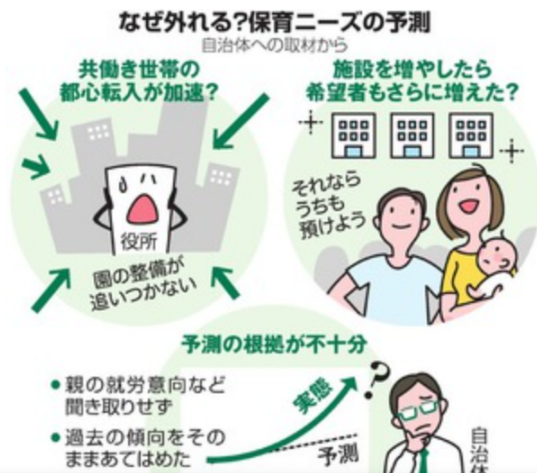 なぜ外れる?保育ニーズの予測
自治体への取材から
共働き世帯の
都心転入が加速?
役所
園の整備が
追いつかない
施設を増やしたら
希望者もさらに増えた?
それなら
うちも
預けよう
予測の根拠が不十分
●親の就労意向など
聞き取りせず
●過去の傾向をその
ままあてはめた
実態
予測
?
自治